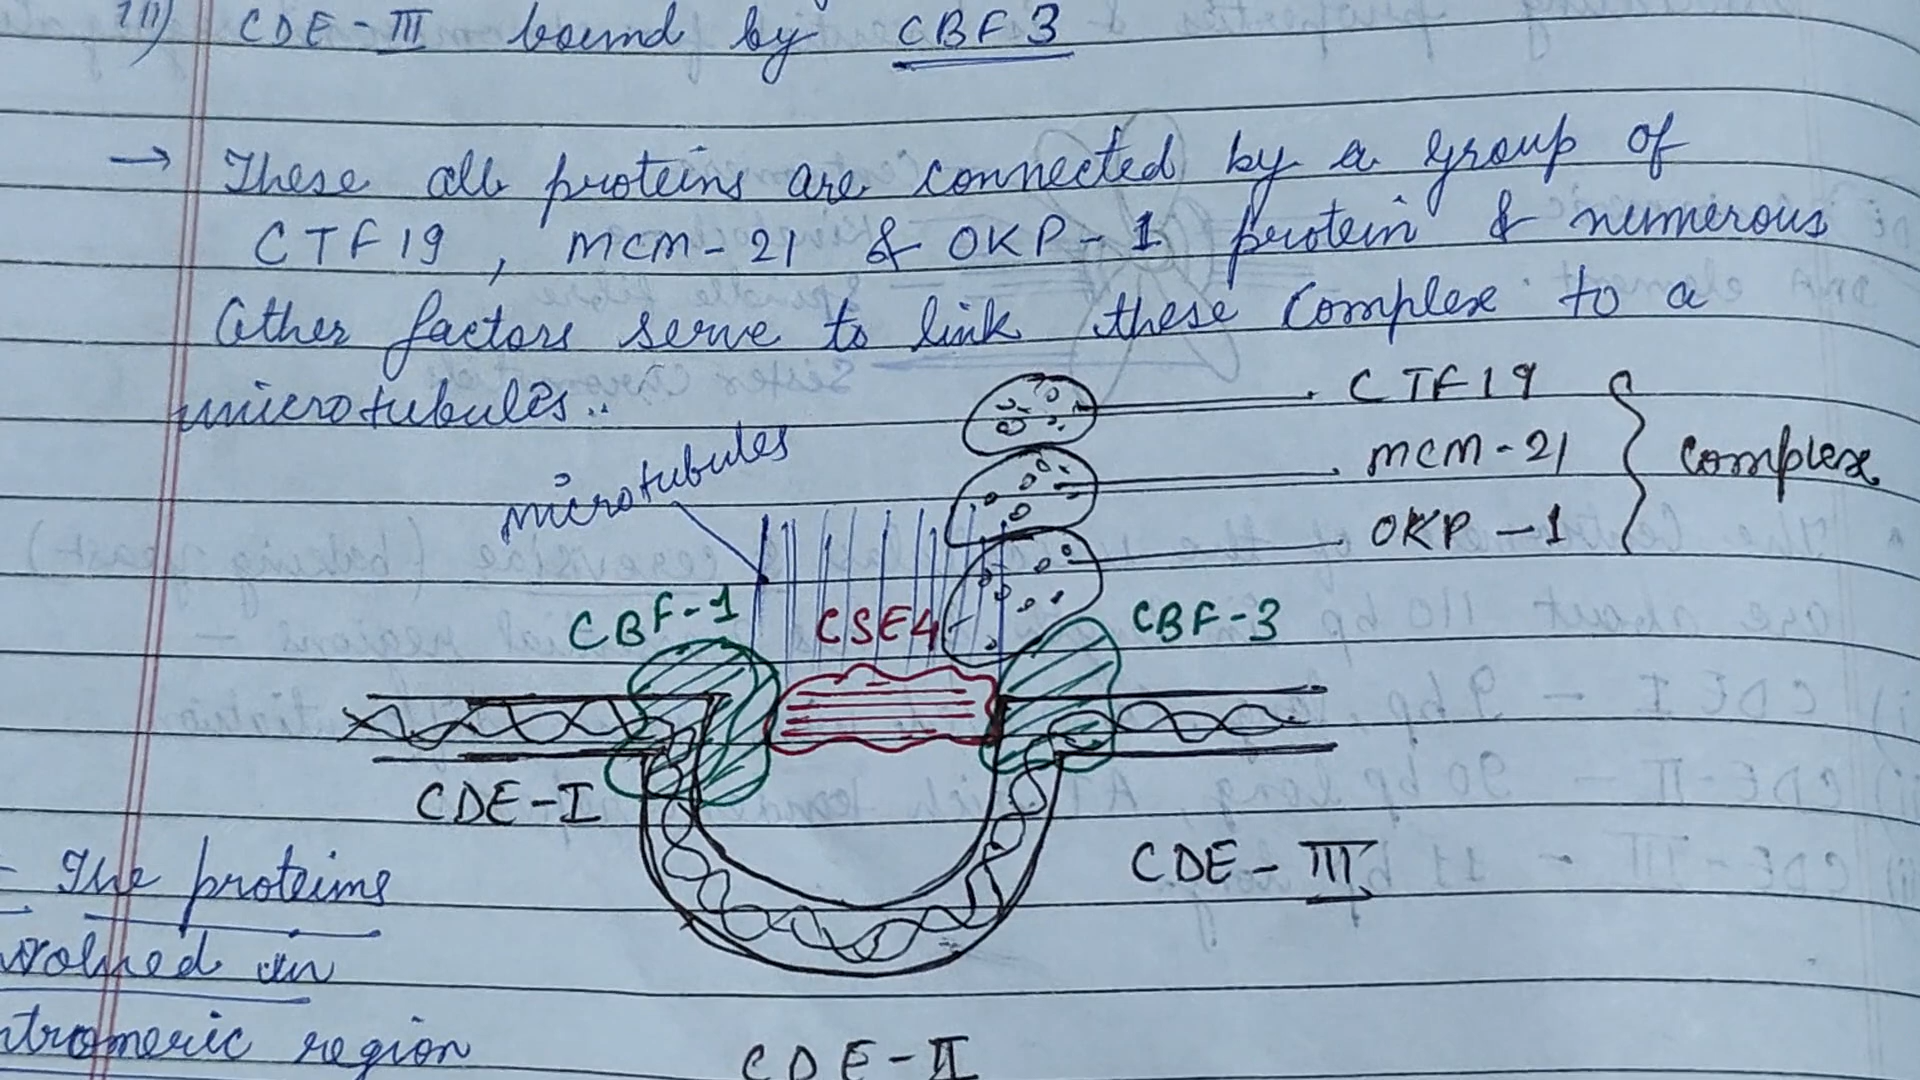 iii) CDE-III bound by CBF3
→ These all proteins are connected by a group of
CTF19, MCM-21 & OKP-1 protein & numerous
Other factors serve to link these Complex to a
microtubules..
CTF19
MCM-21
OKP-1
Complex
microtubules
CBF-1
CSE4
CBF-3
CDE-I
CDE-III
CDE-II
- The proteins
volmed in
ntromeric region